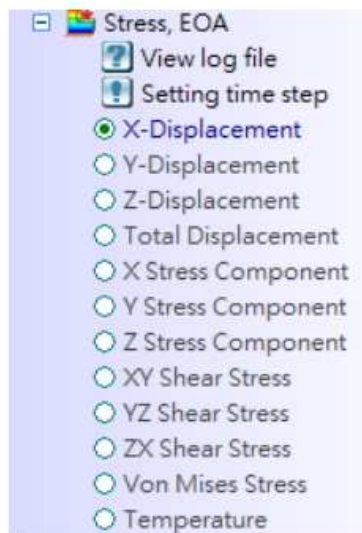 Stress, EOA
View log file
Setting time step
X-Displacement
Y-Displacement
Z-Displacement
Total Displacement
X Stress Component
Y Stress Component
Z Stress Component
XY Shear Stress
YZ Shear Stress
ZX Shear Stress
Von Mises Stress
Temperature